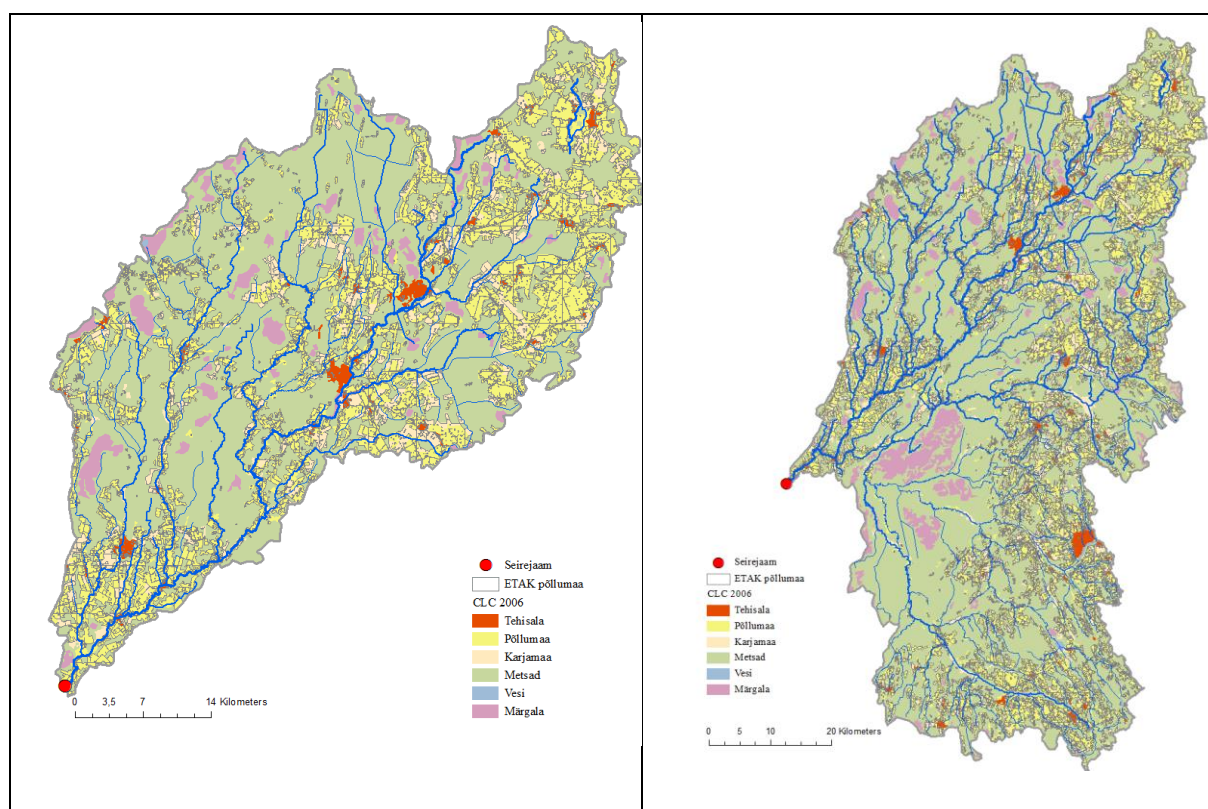 Seirejaam
ETAK põllumaa
CLC 2006
Tehisala
Põllumaa
Karjamaa
Metsad
Vesi
Märgala
0 3,5 7 14 Kilometers
Seirejaam
ETAK põllumaa
CLC 2006
Tehisala
Põllumaa
Karjamaa
Metsad
Vesi
Märgala
0 5 10 20 Kilometers